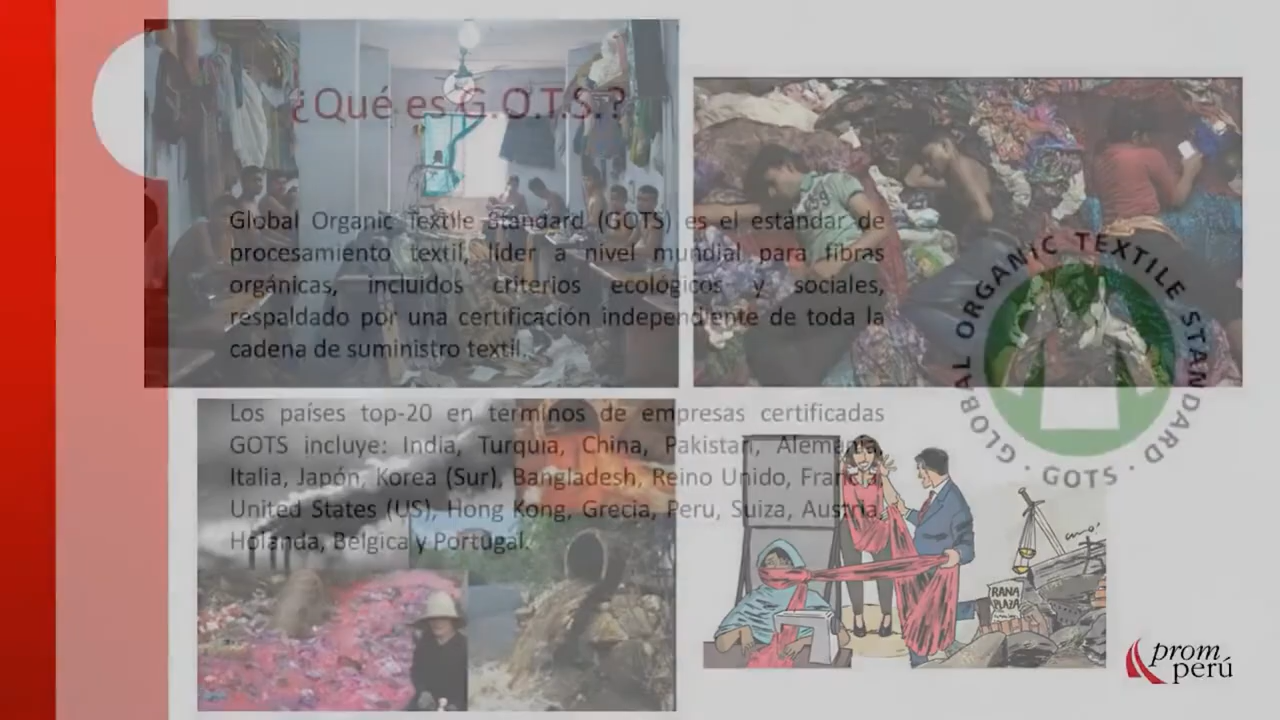 ¿Qué es G.O.T.S.?
Global Organic Textile Standard (GOTS) es el estándar de
procesamiento textil, líder a nivel mundial para fibras
orgánicas, incluidos criterios ecológicos y sociales,
respaldado por una certificación independiente de toda la
cadena de suministro textil.
Los países top-20 en términos de empresas certificadas
GOTS incluye: India, Turquia, China, Pakistan, Alemania,
Italia, Japón, Korea (Sur), Bangladesh, Reino Unido, Francia,
United States (US), Hong Kong, Grecia, Peru, Suiza, Austria,
Holanda, Belgica y Portugal.
GLOBAL ORGANIC TEXTILE STANDARD · GOTS ·
RANA
PLAZA
prom
perú